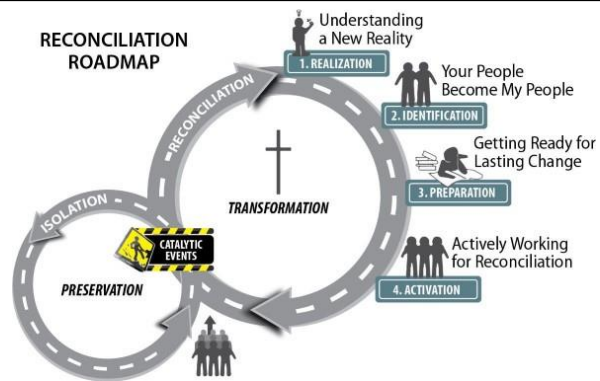 RECONCILIATION
ROADMAP
Understanding
a New Reality
1. REALIZATION
Your People
Become My People
2. IDENTIFICATION
Getting Ready for
Lasting Change
3. PREPARATION
Actively Working
for Reconciliation
4. ACTIVATION
RECONCILIATION
TRANSFORMATION
ISOLATION
CATALYTIC
EVENTS
PRESERVATION